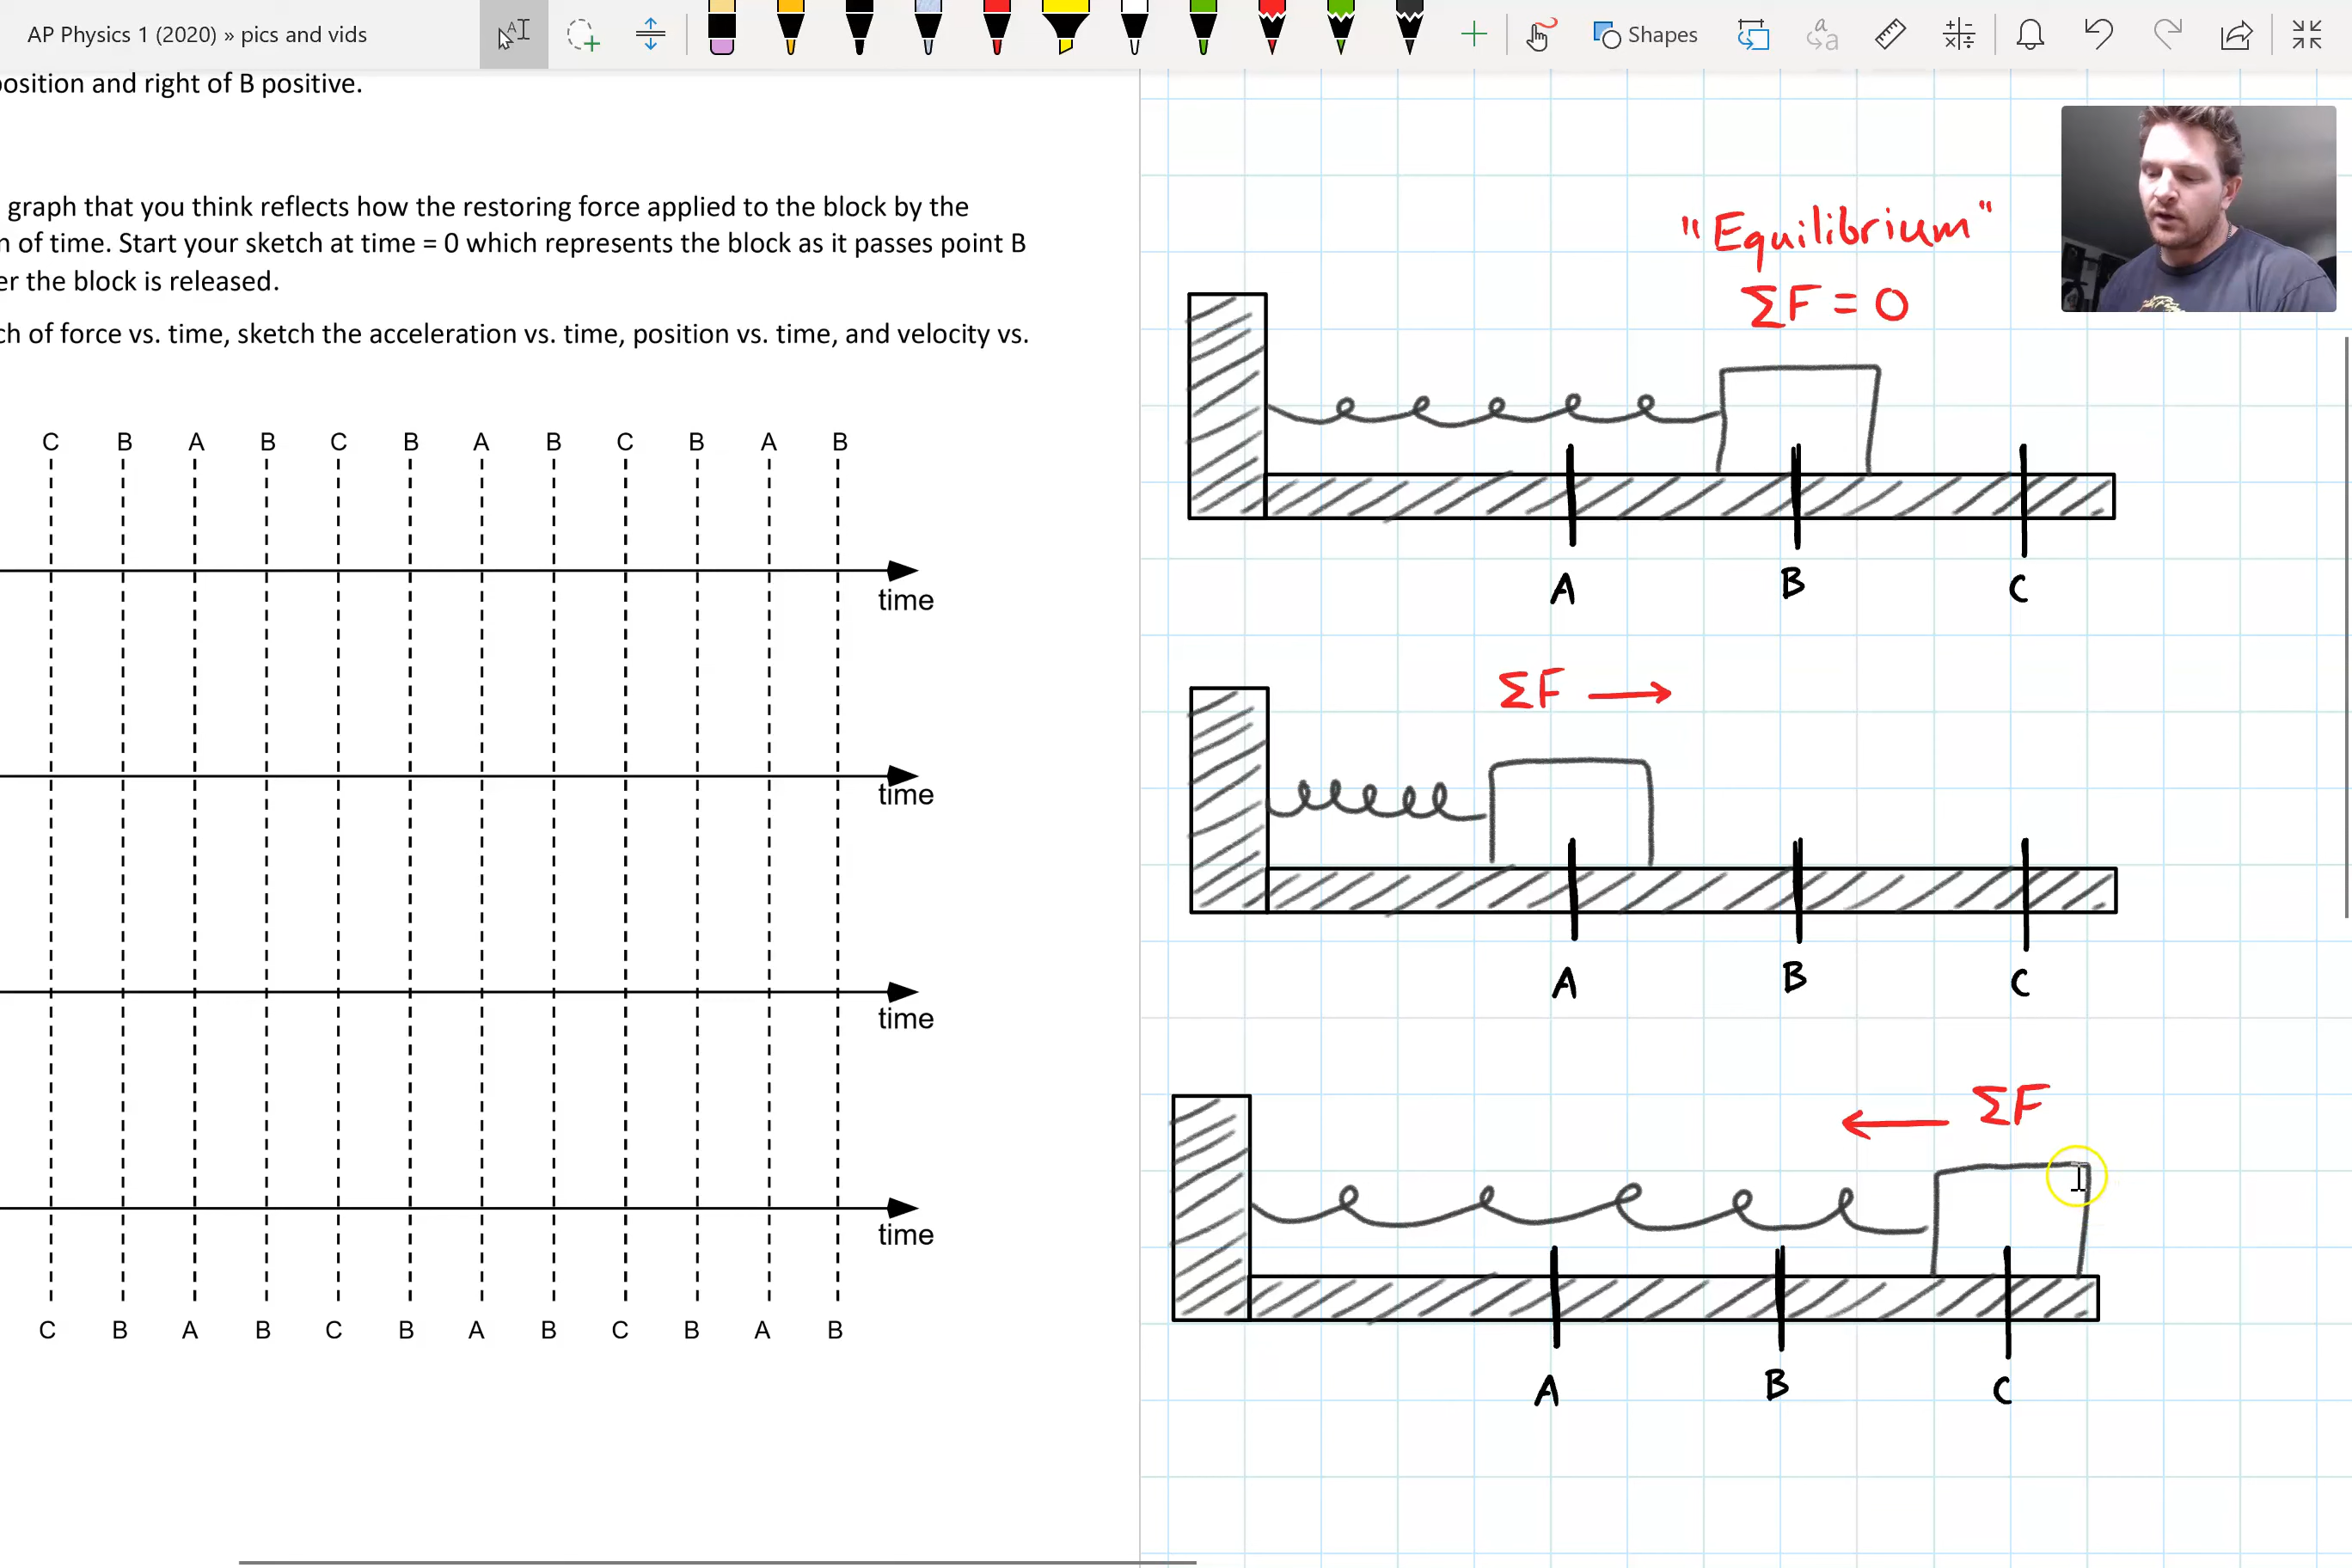 AP Physics 1 (2020) » pics and vids
Shapes
osition and right of B positive.
graph that you think reflects how the restoring force applied to the block by the
n of time. Start your sketch at time = 0 which represents the block as it passes point B
er the block is released.
ch of force vs. time, sketch the acceleration vs. time, position vs. time, and velocity vs.
C B A B C B A B C B A B
time
time
time
time
C B A B C B A B C B A B
"Equilibrium"
ΣF = 0
A B C
ΣF →
A B C
← ΣF
A B C